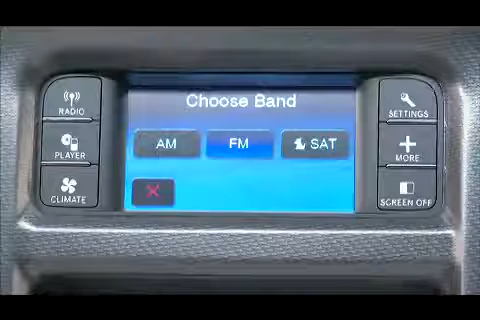 Choose Band
RADIO
SETTINGS
AM
FM
SAT
PLAYER
MORE
CLIMATE
SCREEN OFF